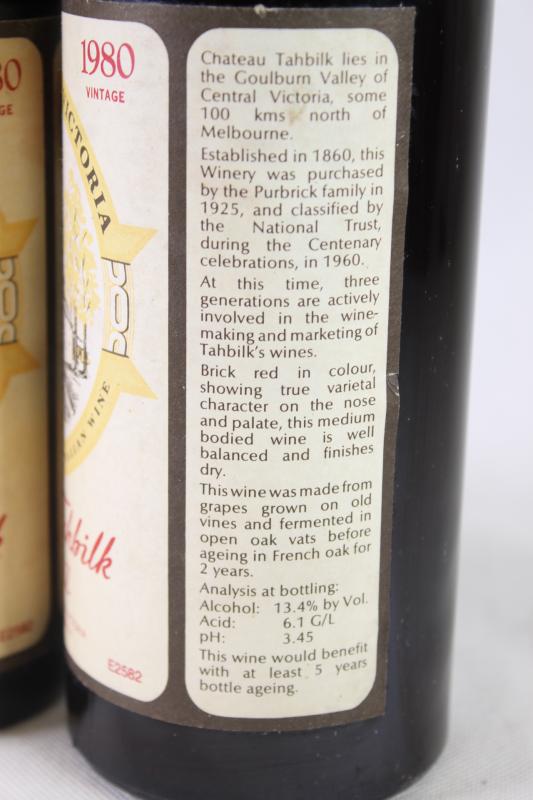 80
GE
1980
VINTAGE
VICTORIA
AN WINE
Tahbilk
E2582
E2582
Chateau Tahbilk lies in
the Goulburn Valley of
Central Victoria, some
100 kms north of
Melbourne.
Established in 1860, this
Winery was purchased
by the Purbrick family in
1925, and classified by
the National Trust,
during the Centenary
celebrations, in 1960.
At this time, three
generations are actively
involved in the wine-
making and marketing of
Tahbilk's wines.
Brick red in colour,
showing true varietal
character on the nose
and palate, this medium
bodied wine is well
balanced and finishes
dry.
This wine was made from
grapes grown on old
vines and fermented in
open oak vats before
ageing in French oak for
2 years.
Analysis at bottling:
Alcohol: 13.4% by Vol.
Acid: 6.1 G/L
pH: 3.45
This wine would benefit
with at least 5 years
bottle ageing.